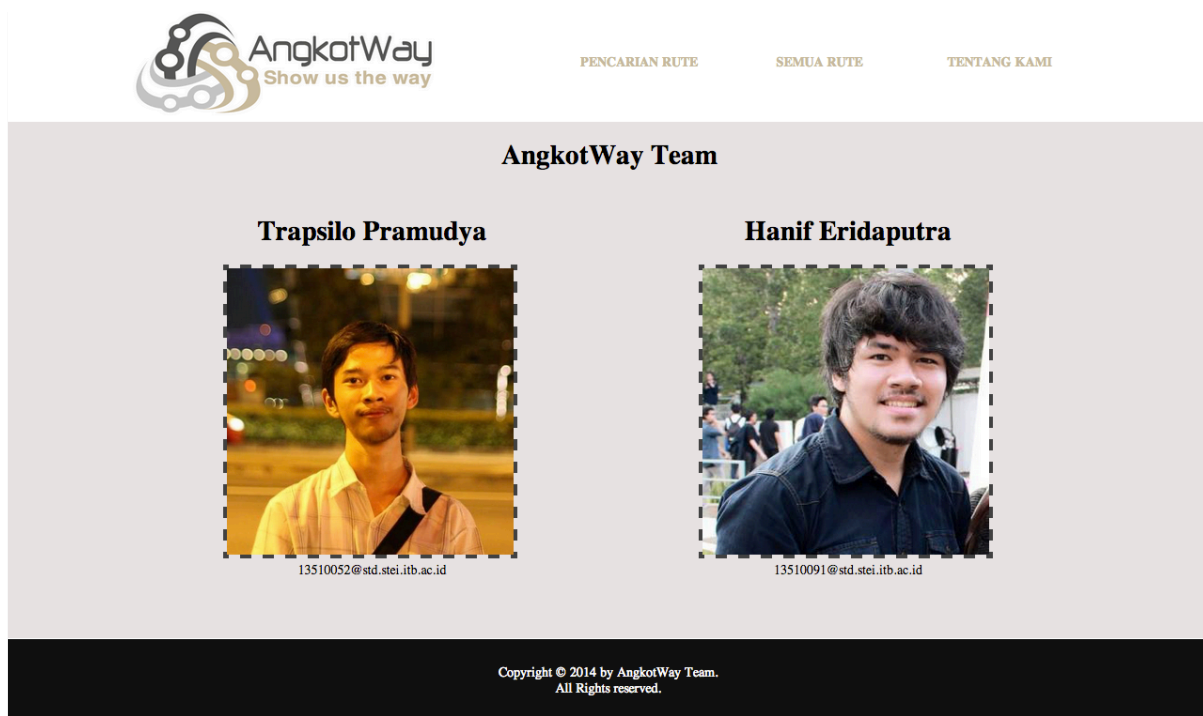 AngkotWay
Show us the way
PENCARIAN RUTE
SEMUA RUTE
TENTANG KAMI
AngkotWay Team
Trapsilo Pramudya
Hanif Eridaputra
13510052@std.stei.itb.ac.id
13510091@std.stei.itb.ac.id
Copyright © 2014 by AngkotWay Team.
All Rights reserved.